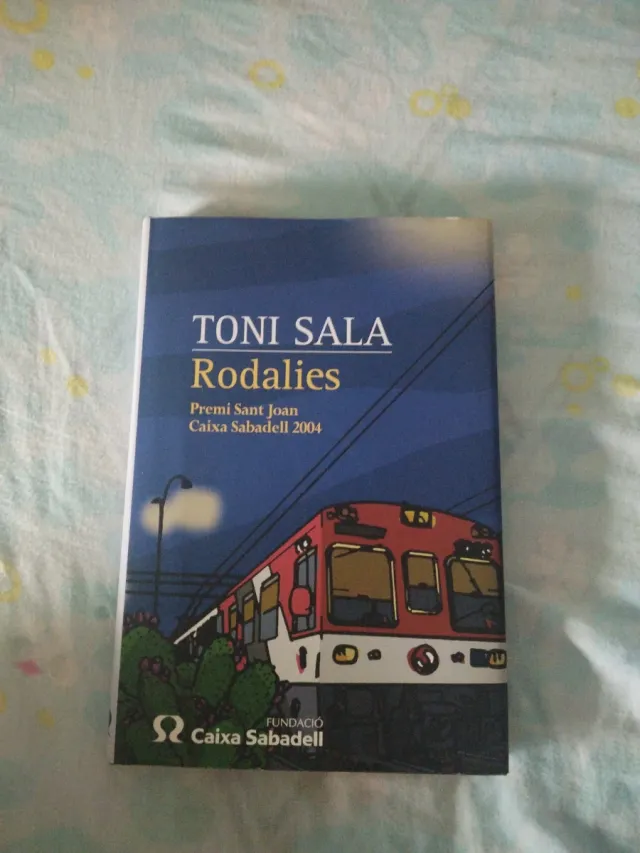 TONI SALA
Rodalies
Premi Sant Joan
Caixa Sabadell 2004
FUNDACIÓ
Caixa Sabadell